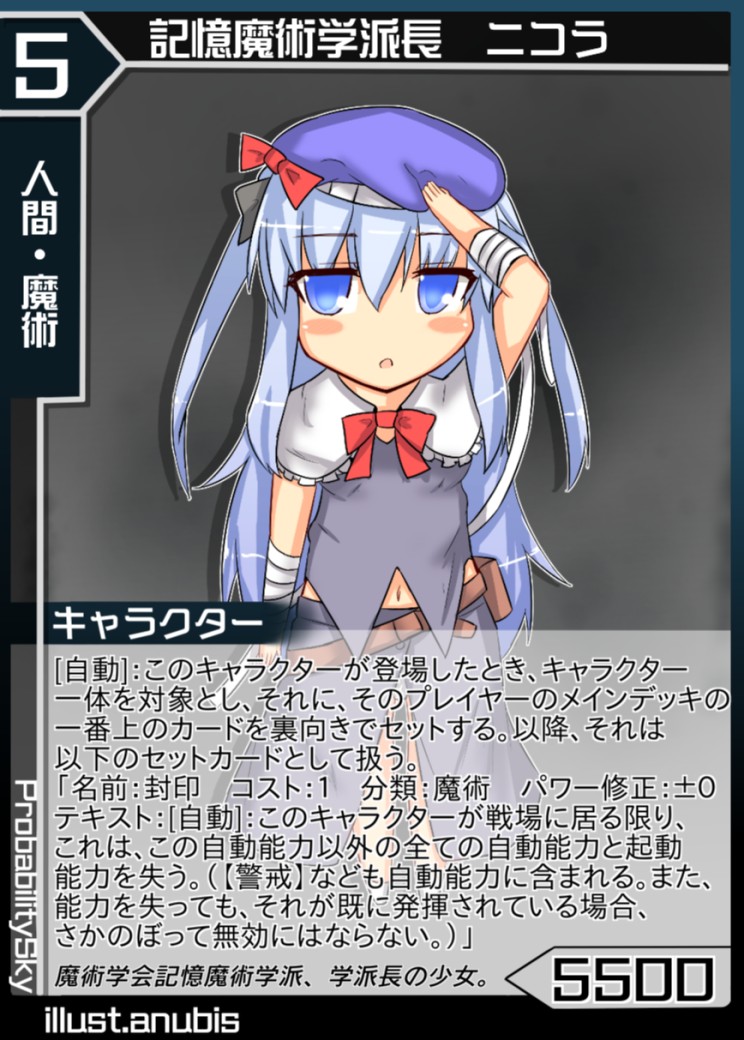 5
記憶魔術学派長　ニコラ
人間・魔術
キャラクター
[自動]:このキャラクターが登場したとき、キャラクター
一体を対象とし、それに、そのプレイヤーのメインデッキの
一番上のカードを裏向きでセットする。以降、それは
以下のセットカードとして扱う。
「名前:封印　コスト:1　分類:魔術　パワー修正:±0
テキスト:[自動]:このキャラクターが戦場に居る限り、
これは、この自動能力以外の全ての自動能力と起動
能力を失う。(【警戒】なども自動能力に含まれる。また、
能力を失っても、それが既に発揮されている場合、
さかのぼって無効にはならない。)」
魔術学会記憶魔術学派、学派長の少女。
5500
ProbabilitySky
illust.anubis